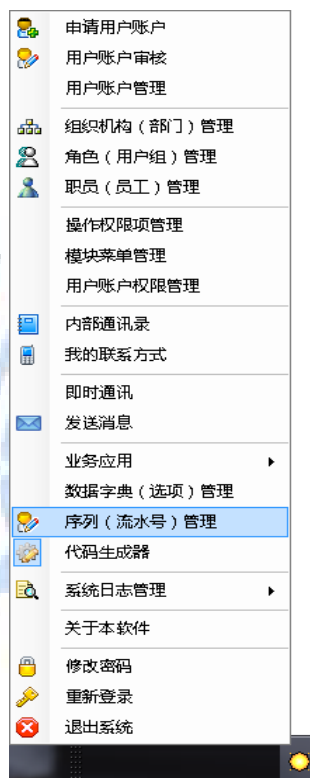 申请用户账户
用户账户审核
用户账户管理
组织机构（部门）管理
角色（用户组）管理
职员（员工）管理
操作权限项管理
模块菜单管理
用户账户权限管理
内部通讯录
我的联系方式
即时通讯
发送消息
业务应用
数据字典（选项）管理
序列（流水号）管理
代码生成器
系统日志管理
关于本软件
修改密码
重新登录
退出系统